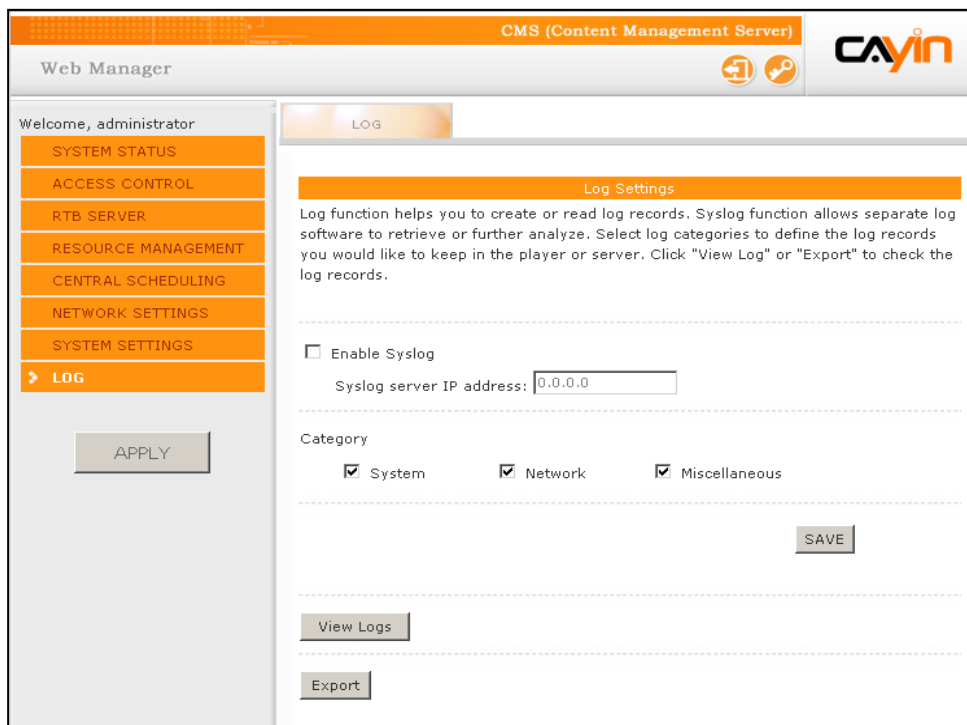 CMS (Content Management Server)
CAYIN
Web Manager
Welcome, administrator
SYSTEM STATUS
ACCESS CONTROL
RTB SERVER
RESOURCE MANAGEMENT
CENTRAL SCHEDULING
NETWORK SETTINGS
SYSTEM SETTINGS
LOG
APPLY
LOG
Log Settings
Log function helps you to create or read log records. Syslog function allows separate log
software to retrieve or further analyze. Select log categories to define the log records
you would like to keep in the player or server. Click "View Log" or "Export" to check the
log records.
Enable Syslog
Syslog server IP address: 0.0.0.0
Category
System Network Miscellaneous
SAVE
View Logs
Export